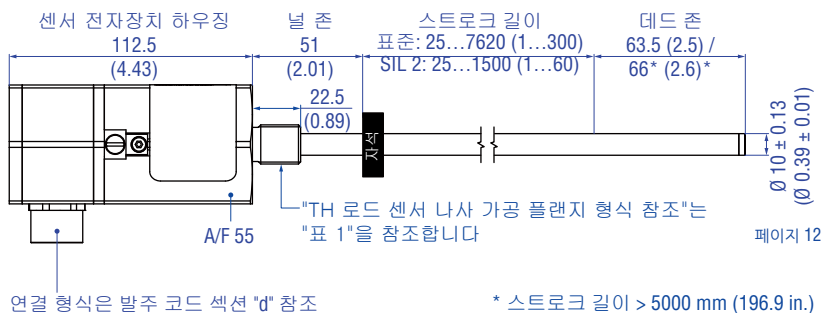 센서 전자장치 하우징
112.5
(4.43)
널 존
51
(2.01)
스트로크 길이
표준: 25…7620 (1…300)
SIL 2: 25…1500 (1…60)
데드 존
63.5 (2.5) /
66* (2.6)*
22.5
(0.89)
자석
Ø 10 ± 0.13
(Ø 0.39 ± 0.01)
A/F 55
"TH 로드 센서 나사 가공 플랜지 형식 참조"는
"표 1"을 참조합니다
페이지 12
연결 형식은 발주 코드 섹션 "d" 참조
* 스트로크 길이 > 5000 mm (196.9 in.)